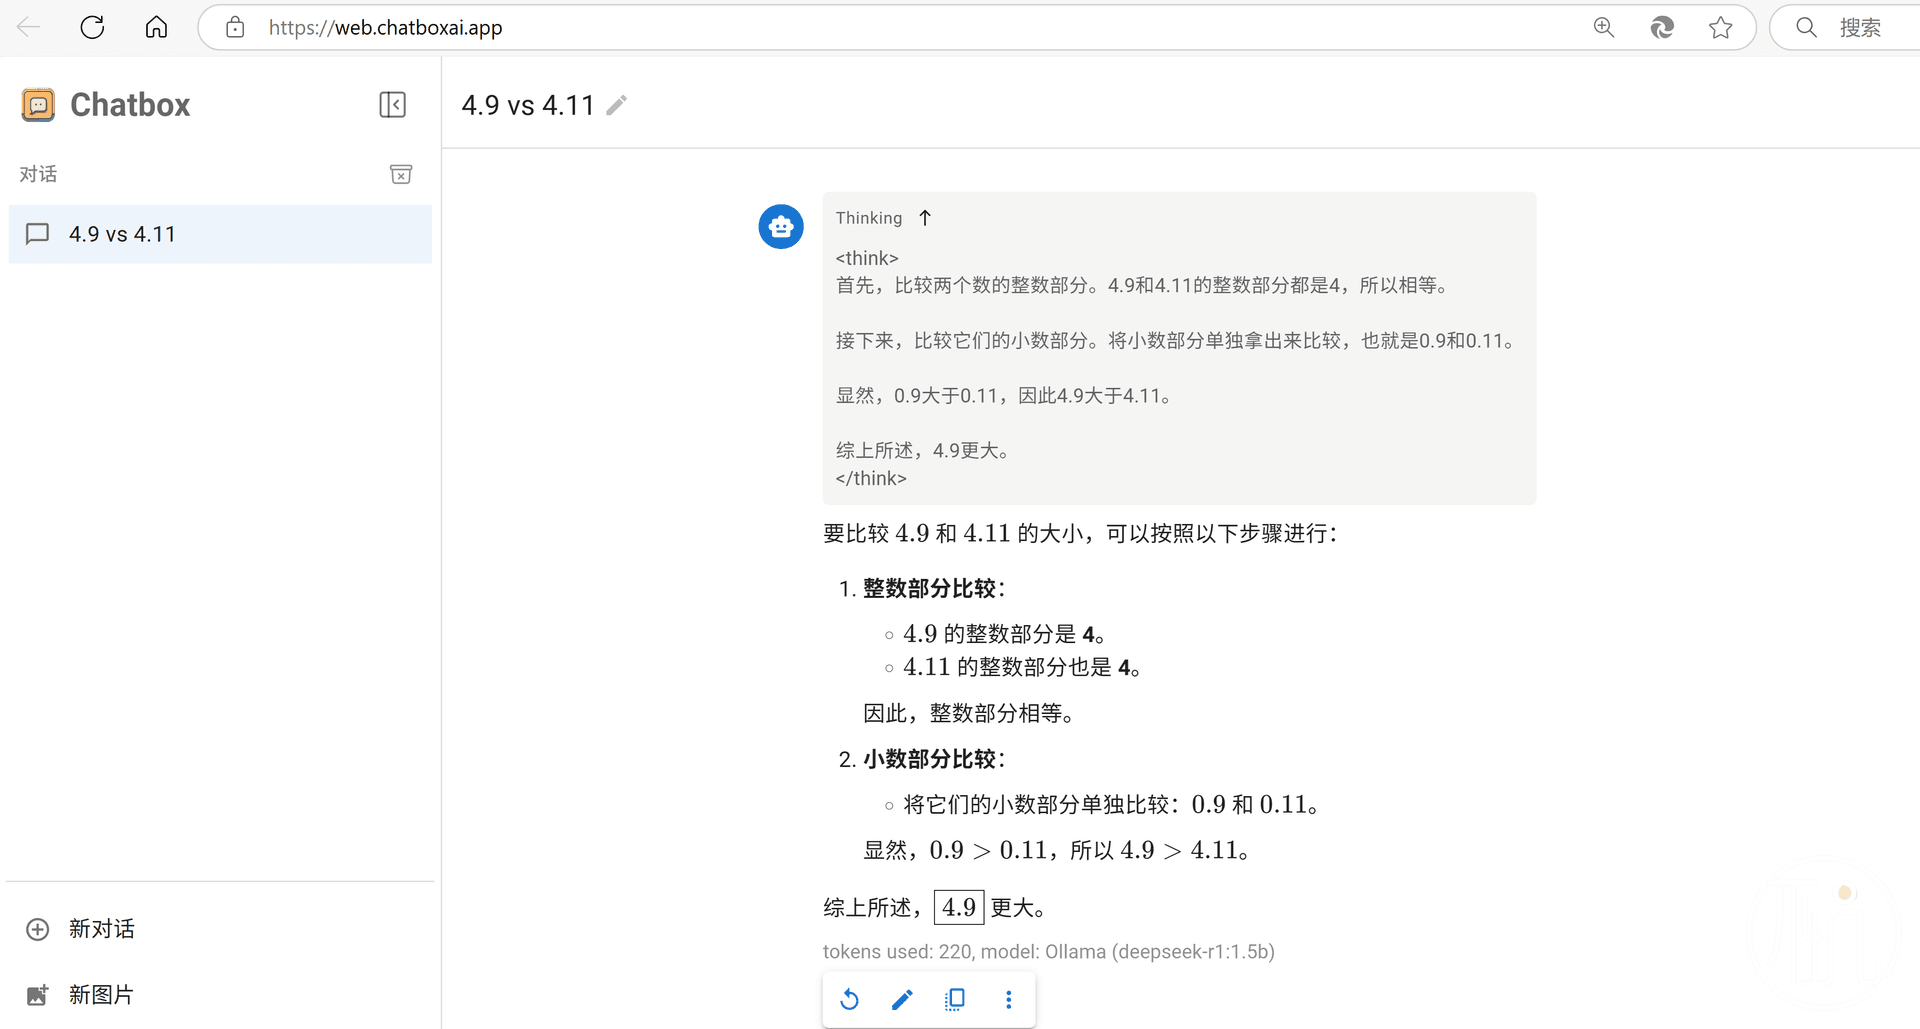 https://web.chatboxai.app
搜索
Chatbox
4.9 vs 4.11
对话
4.9 vs 4.11
Thinking ↑
<think>
首先，比较两个数的整数部分。4.9和4.11的整数部分都是4，所以相等。
接下来，比较它们的小数部分。将小数部分单独拿出来比较，也就是0.9和0.11。
显然，0.9大于0.11，因此4.9大于4.11。
综上所述，4.9更大。
</think>
要比较 4.9 和 4.11 的大小，可以按照以下步骤进行：
1. 整数部分比较：
◦ 4.9 的整数部分是 4。
◦ 4.11 的整数部分也是 4。
因此，整数部分相等。
2. 小数部分比较：
◦ 将它们的小数部分单独比较：0.9 和 0.11。
显然，0.9 > 0.11，所以 4.9 > 4.11。
综上所述，4.9 更大。
tokens used: 220, model: Ollama (deepseek-r1:1.5b)
新对话
新图片